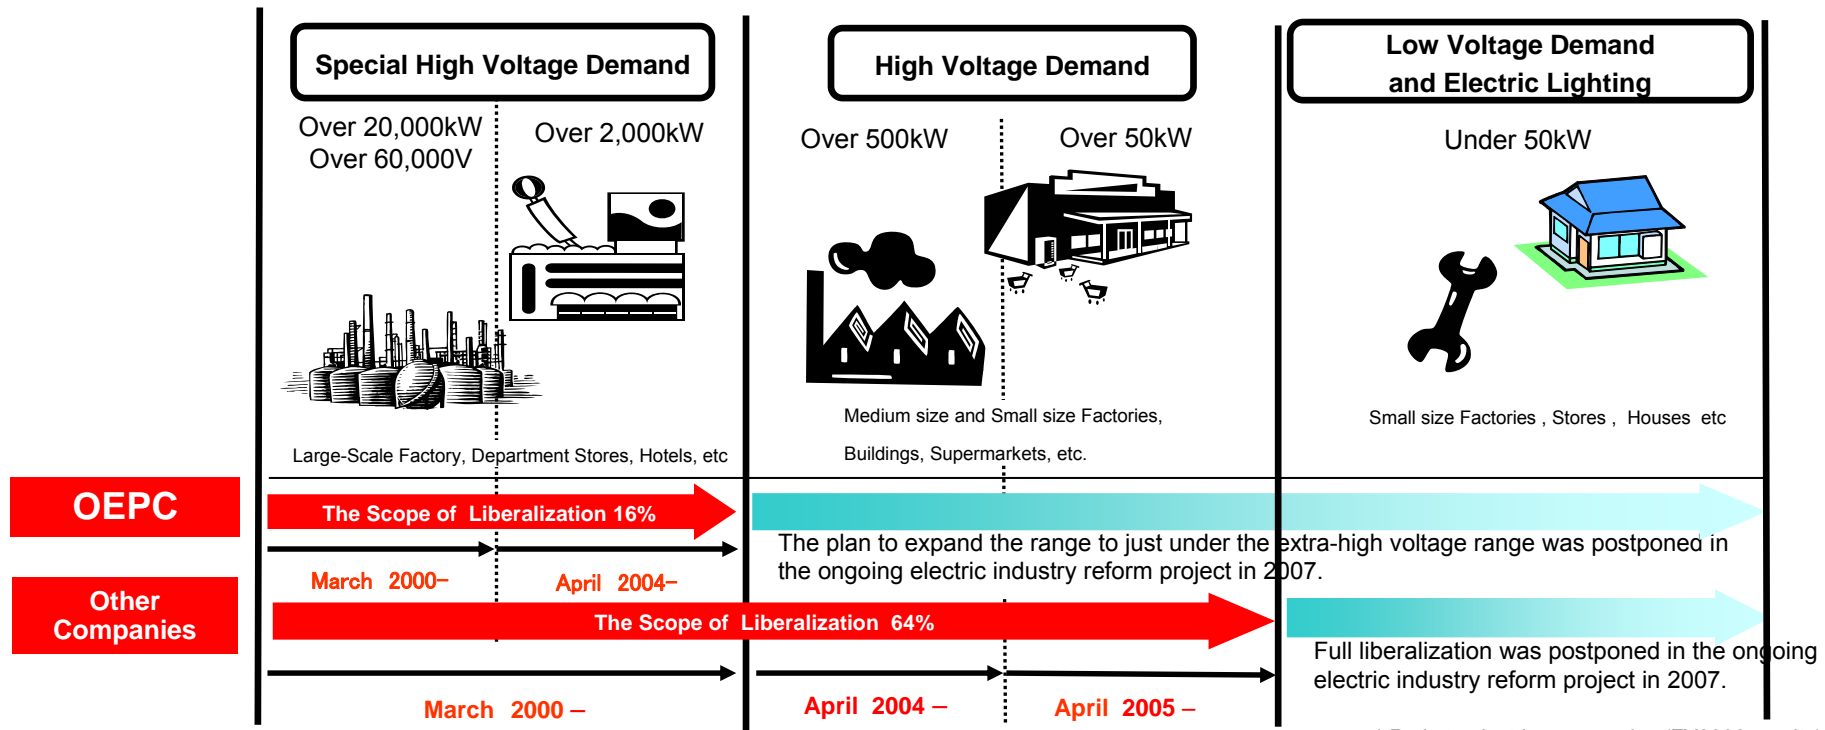 Special High Voltage Demand
High Voltage Demand
Low Voltage Demand
and Electric Lighting
Over 20,000kW
Over 60,000V
Over 2,000kW
Over 500kW
Over 50kW
Under 50kW
Large-Scale Factory, Department Stores, Hotels, etc
Medium size and Small size Factories,
Buildings, Supermarkets, etc.
Small size Factories , Stores , Houses etc
OEPC
The Scope of Liberalization 16%
March 2000–
April 2004–
The plan to expand the range to just under the extra-high voltage range was postponed in
the ongoing electric industry reform project in 2007.
Other
Companies
The Scope of Liberalization 64%
March 2000 –
April 2004 –
April 2005 –
Full liberalization was postponed in the ongoing
electric industry reform project in 2007.